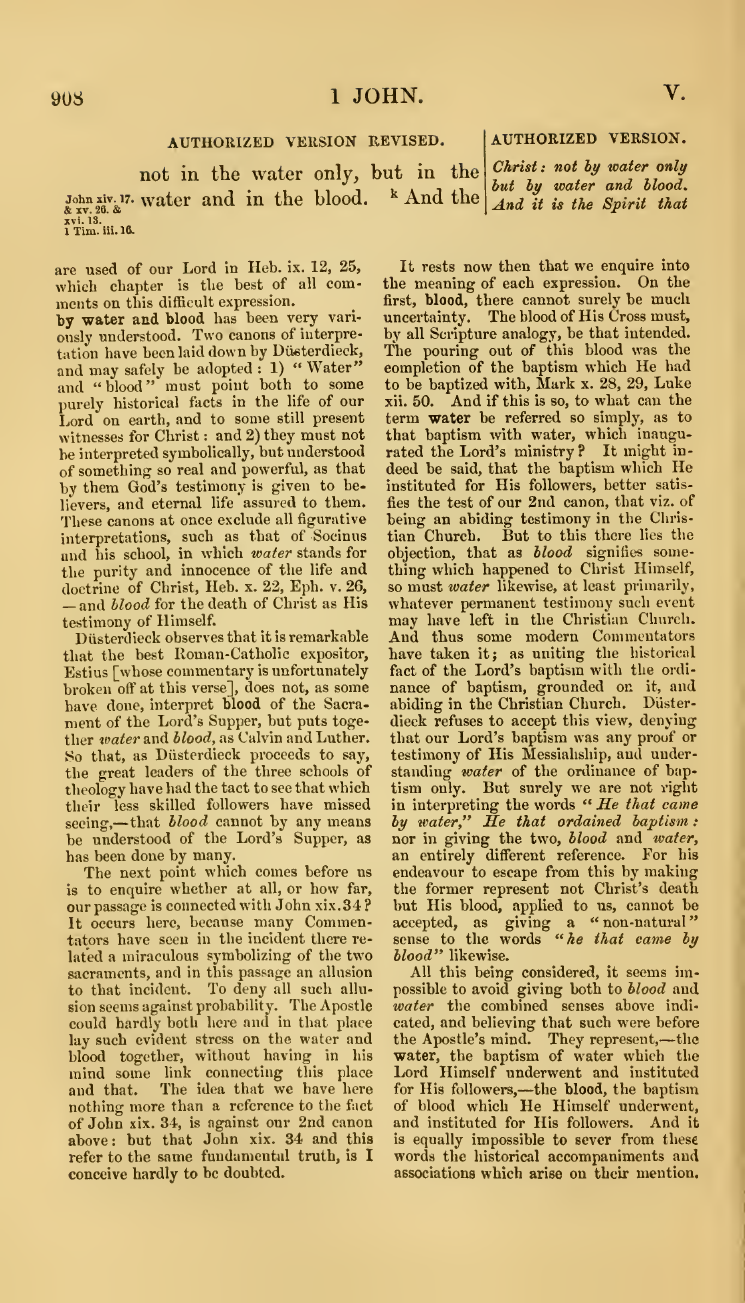 908
1 JOHN.
V.
AUTHORIZED VERSION REVISED.
not in the water only, but in the
water and in the blood. k And the
John xiv. 17.
& xv. 26. &
xvi. 13.
1 Tim. iii. 16.
AUTHORIZED VERSION.
Christ: not by water only
but by water and blood.
And it is the Spirit that
are used of our Lord in Heb. ix. 12, 25,
which chapter is the best of all com-
ments on this difficult expression.
by water and blood has been very vari-
ously understood. Two canons of interpre-
tation have been laid down by Düsterdieck,
and may safely be adopted: 1) "Water"
and "blood" must point both to some
purely historical facts in the life of our
Lord on earth, and to some still present
witnesses for Christ: and 2) they must not
be interpreted symbolically, but understood
of something so real and powerful, as that
by them God's testimony is given to be-
lievers, and eternal life assured to them.
These canons at once exclude all figurative
interpretations, such as that of Socinus
and his school, in which water stands for
the purity and innocence of the life and
doctrine of Christ, Heb. x. 22, Eph. v. 26,
—and blood for the death of Christ as His
testimony of Himself.
Düsterdieck observes that it is remarkable
that the best Roman-Catholic expositor,
Estius [whose commentary is unfortunately
broken off at this verse], does not, as some
have done, interpret blood of the Sacra-
ment of the Lord's Supper, but puts toge-
ther water and blood, as Calvin and Luther.
So that, as Düsterdieck proceeds to say,
the great leaders of the three schools of
theology have had the tact to see that which
their less skilled followers have missed
seeing,—that blood cannot by any means
be understood of the Lord's Supper, as
has been done by many.
The next point which comes before us
is to enquire whether at all, or how far,
our passage is connected with John xix. 34?
It occurs here, because many Commen-
tators have seen in the incident there re-
lated a miraculous symbolizing of the two
sacraments, and in this passage an allusion
to that incident. To deny all such allu-
sion seems against probability. The Apostle
could hardly both here and in that place
lay such evident stress on the water and
blood together, without having in his
mind some link connecting this place
and that. The idea that we have here
nothing more than a reference to the fact
of John xix. 34, is against our 2nd canon
above: but that John xix. 34 and this
refer to the same fundamental truth, is I
conceive hardly to be doubted.
It rests now then that we enquire into
the meaning of each expression. On the
first, blood, there cannot surely be much
uncertainty. The blood of His Cross must,
by all Scripture analogy, be that intended.
The pouring out of this blood was the
completion of the baptism which He had
to be baptized with, Mark x. 28, 29, Luke
xii. 50. And if this is so, to what can the
term water be referred so simply, as to
that baptism with water, which inaugu-
rated the Lord's ministry? It might in-
deed be said, that the baptism which He
instituted for His followers, better satis-
fies the test of our 2nd canon, that viz. of
being an abiding testimony in the Chris-
tian Church. But to this there lies the
objection, that as blood signifies some-
thing which happened to Christ Himself,
so must water likewise, at least primarily,
whatever permanent testimony such event
may have left in the Christian Church.
And thus some modern Commentators
have taken it; as uniting the historical
fact of the Lord's baptism with the ordi-
nance of baptism, grounded on it, and
abiding in the Christian Church. Düster-
dieck refuses to accept this view, denying
that our Lord's baptism was any proof or
testimony of His Messiahship, and under-
standing water of the ordinance of bap-
tism only. But surely we are not right
in interpreting the words "He that came
by water," He that ordained baptism:
nor in giving the two, blood and water,
an entirely different reference. For his
endeavour to escape from this by making
the former represent not Christ's death
but His blood, applied to us, cannot be
accepted, as giving a "non-natural"
sense to the words "he that came by
blood" likewise.
All this being considered, it seems im-
possible to avoid giving both to blood and
water the combined senses above indi-
cated, and believing that such were before
the Apostle's mind. They represent,—the
water, the baptism of water which the
Lord Himself underwent and instituted
for His followers,—the blood, the baptism
of blood which He Himself underwent,
and instituted for His followers. And it
is equally impossible to sever from these
words the historical accompaniments and
associations which arise on their mention.